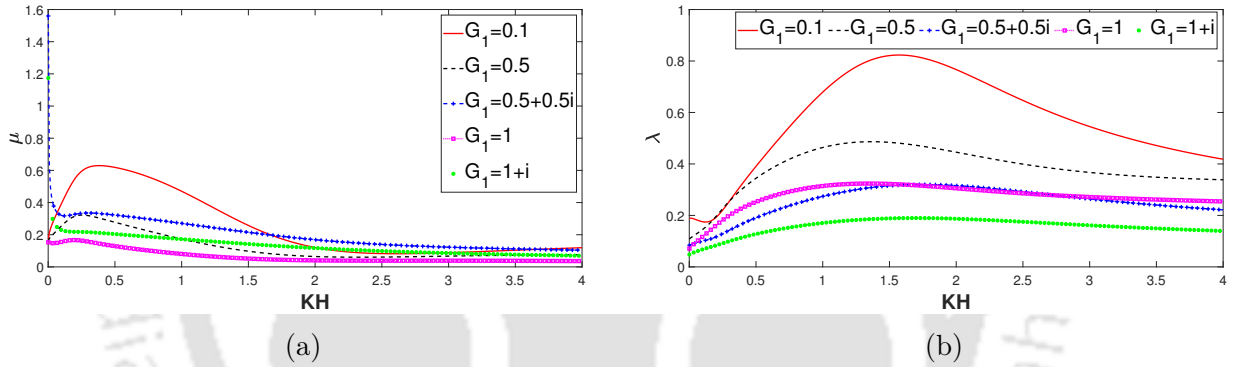 1.6
1.4
1.2
1
0.8
0.6
0.4
0.2
0
μ
0 0.5 1 1.5 2 2.5 3 3.5 4
KH
G₁=0.1
G₁=0.5
G₁=0.5+0.5i
G₁=1
G₁=1+i
(a)
1
0.8
0.6
0.4
0.2
0
λ
0 0.5 1 1.5 2 2.5 3 3.5 4
KH
G₁=0.1 G₁=0.5 G₁=0.5+0.5i G₁=1 G₁=1+i
(b)